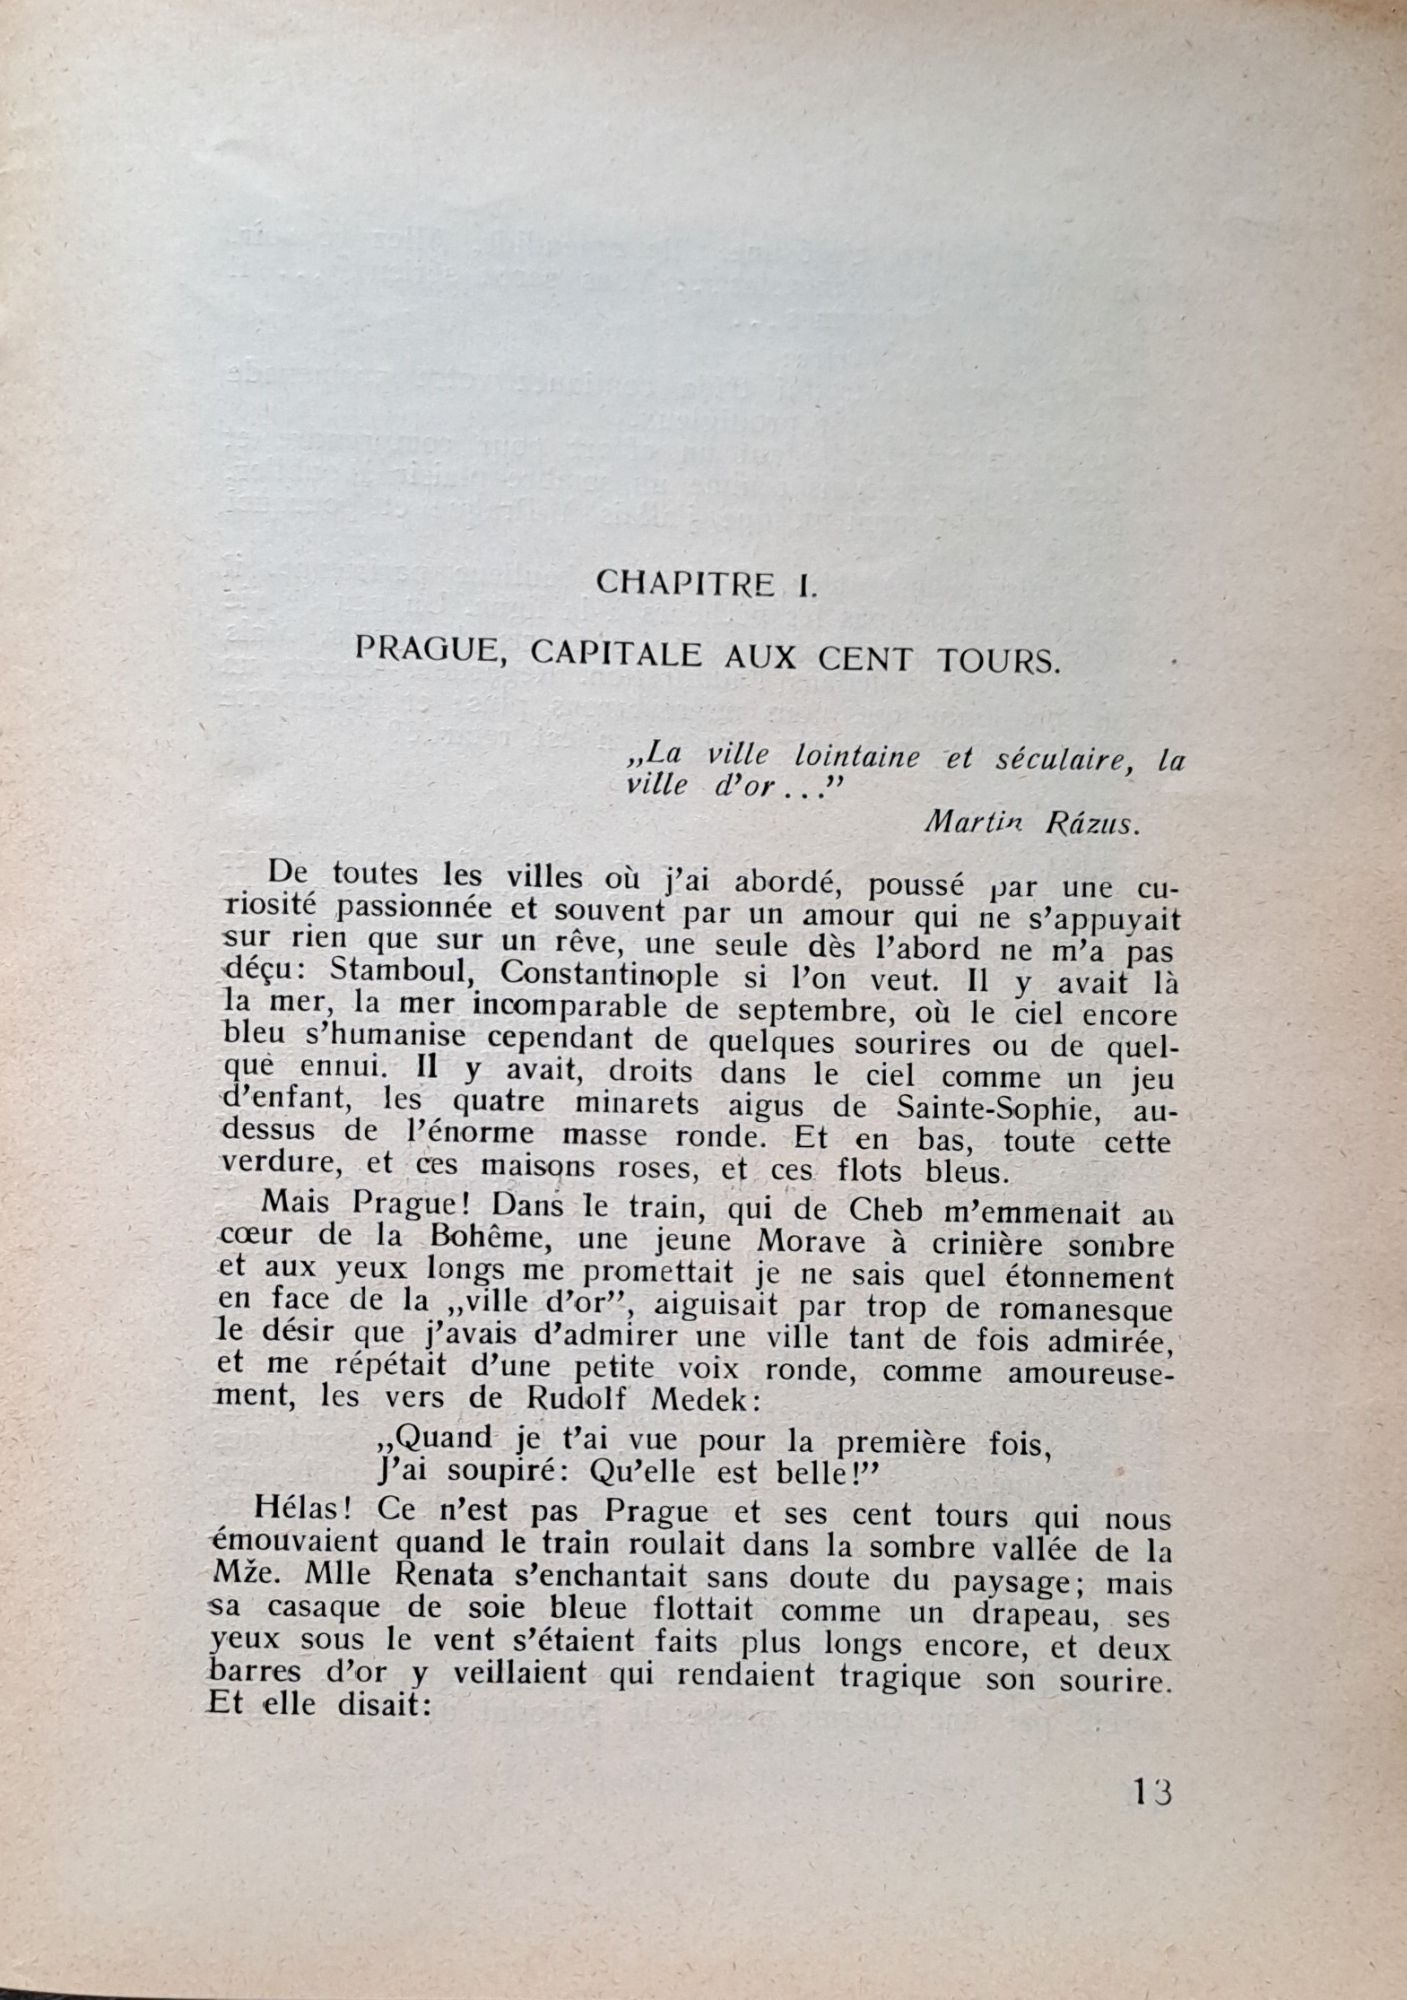 CHAPITRE I.
PRAGUE, CAPITALE AUX CENT TOURS.
„La ville lointaine et séculaire, la
ville d'or . . .”
Martin Rázus.
De toutes les villes où j'ai abordé, poussé par une cu-
riosité passionnée et souvent par un amour qui ne s'appuyait
sur rien que sur un rêve, une seule dès l'abord ne m'a pas
déçu: Stamboul, Constantinople si l'on veut. Il y avait là
la mer, la mer incomparable de septembre, où le ciel encore
bleu s'humanise cependant de quelques sourires ou de quel-
que ennui. Il y avait, droits dans le ciel comme un jeu
d'enfant, les quatre minarets aigus de Sainte-Sophie, au-
dessus de l'énorme masse ronde. Et en bas, toute cette
verdure, et ces maisons roses, et ces flots bleus.
Mais Prague! Dans le train, qui de Cheb m'emmenait au
cœur de la Bohême, une jeune Morave à crinière sombre
et aux yeux longs me promettait je ne sais quel étonnement
en face de la „ville d'or”, aiguisait par trop de romanesque
le désir que j'avais d'admirer une ville tant de fois admirée,
et me répétait d'une petite voix ronde, comme amoureuse-
ment, les vers de Rudolf Medek:
„Quand je t'ai vue pour la première fois,
J'ai soupiré: Qu'elle est belle!”
Hélas! Ce n'est pas Prague et ses cent tours qui nous
émouvaient quand le train roulait dans la sombre vallée de la
Mže. Mlle Renata s'enchantait sans doute du paysage; mais
sa casaque de soie bleue flottait comme un drapeau, ses
yeux sous le vent s'étaient faits plus longs encore, et deux
barres d'or y veillaient qui rendaient tragique son sourire.
Et elle disait:
13